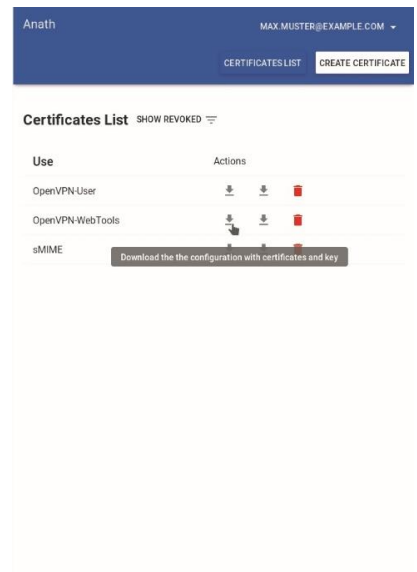 Anath
MAX.MUSTER@EXAMPLE.COM
CERTIFICATES LIST CREATE CERTIFICATE
Certificates List SHOW REVOKED
Use Actions
OpenVPN-User
OpenVPN-WebTools
sMIME
Download the the configuration with certificates and key